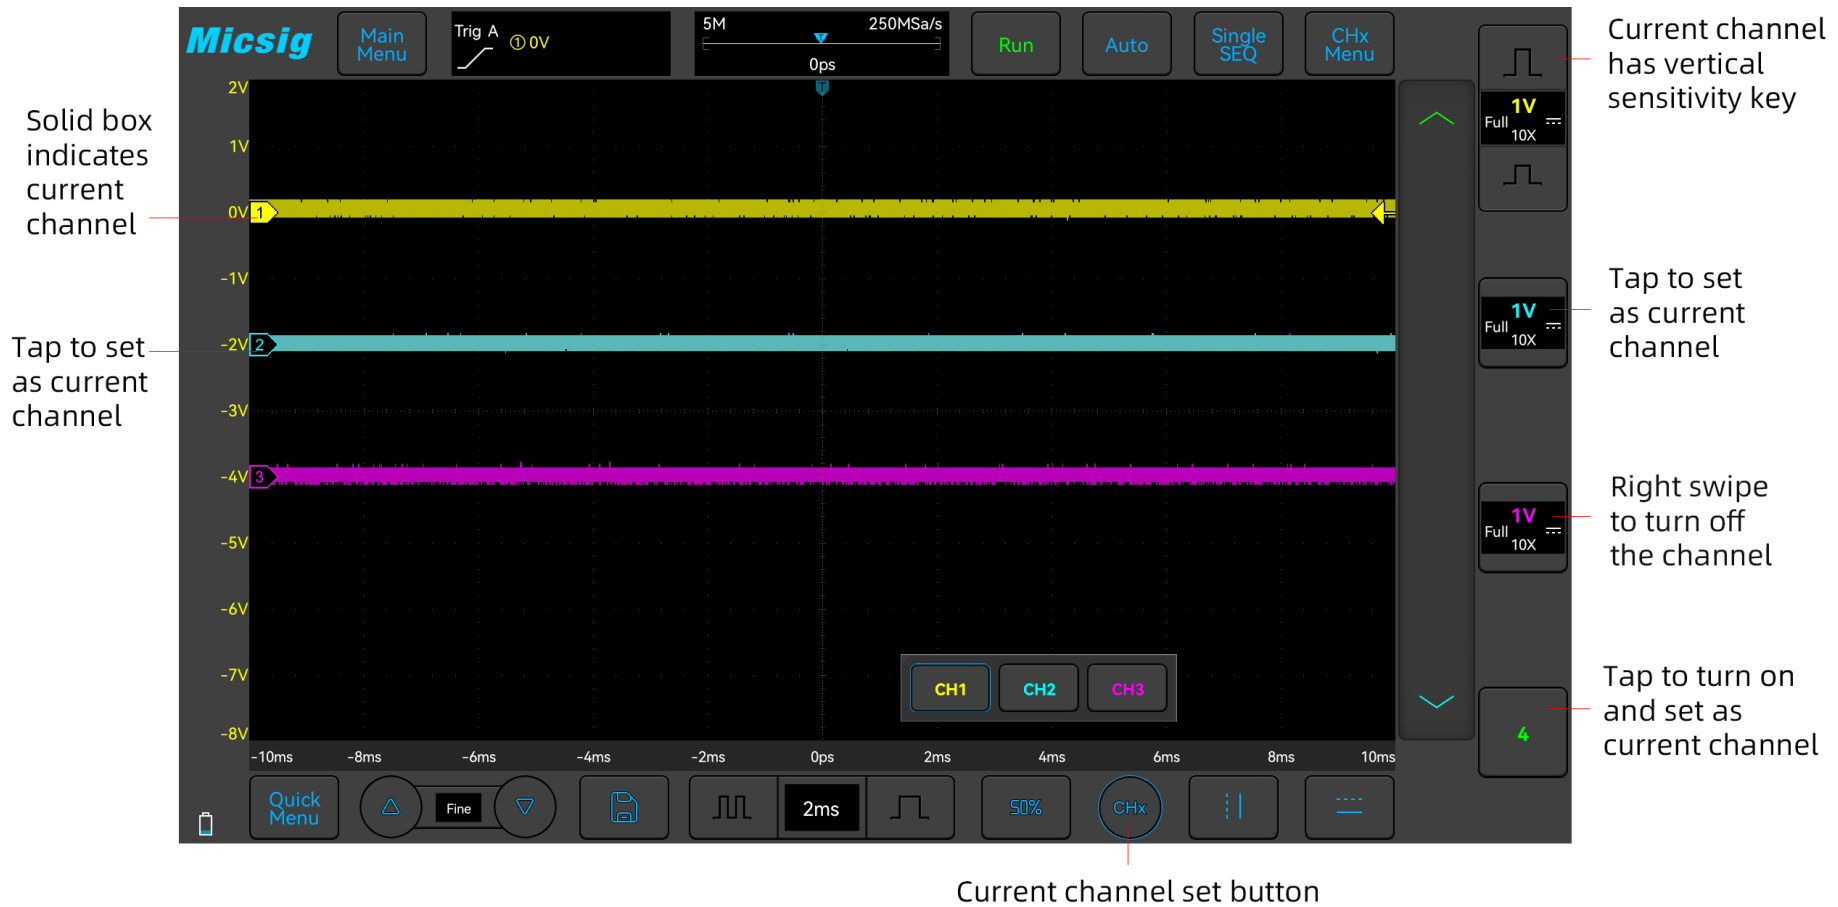 Micsig
Main
Menu
Trig A
① 0V
5M
250MSa/s
T
0ps
Run
Auto
Single
SEQ
CHx
Menu
Current channel
has vertical
sensitivity key
Solid box
indicates
current
channel
Tap to set
as current
channel
2V
1V
0V
-1V
-2V
-3V
-4V
-5V
-6V
-7V
-8V
T
1
2
3
1V
Full
10X
1V
Full
10X
Tap to set
as current
channel
1V
Full
10X
Right swipe
to turn off
the channel
CH1
CH2
CH3
4
Tap to turn on
and set as
current channel
-10ms
-8ms
-6ms
-4ms
-2ms
0ps
2ms
4ms
6ms
8ms
10ms
Quick
Menu
Fine
2ms
50%
CHx
Current channel set button